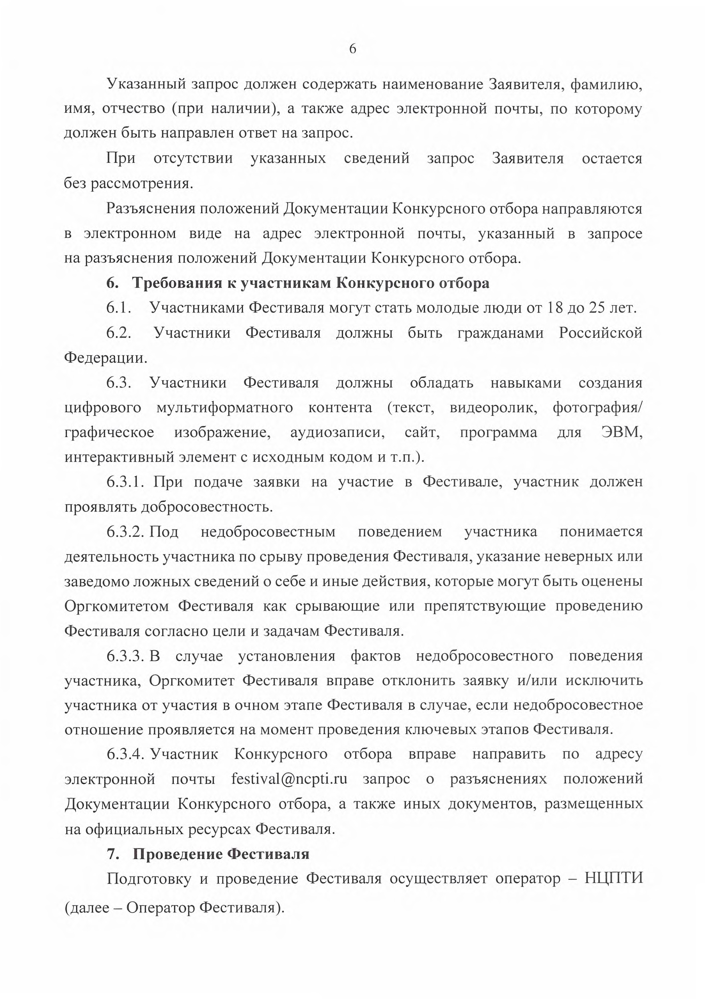 6
Указанный запрос должен содержать наименование Заявителя, фамилию,
имя, отчество (при наличии), а также адрес электронной почты, по которому
должен быть направлен ответ на запрос.
При отсутствии указанных сведений запрос Заявителя остается
без рассмотрения.
Разъяснения положений Документации Конкурсного отбора направляются
в электронном виде на адрес электронной почты, указанный в запросе
на разъяснения положений Документации Конкурсного отбора.
6. Требования к участникам Конкурсного отбора
6.1. Участниками Фестиваля могут стать молодые люди от 18 до 25 лет.
6.2. Участники Фестиваля должны быть гражданами Российской
Федерации.
6.3. Участники Фестиваля должны обладать навыками создания
цифрового мультиформатного контента (текст, видеоролик, фотография/
графическое изображение, аудиозаписи, сайт, программа для ЭВМ,
интерактивный элемент с исходным кодом и т.п.).
6.3.1. При подаче заявки на участие в Фестивале, участник должен
проявлять добросовестность.
6.3.2. Под недобросовестным поведением участника понимается
деятельность участника по срыву проведения Фестиваля, указание неверных или
заведомо ложных сведений о себе и иные действия, которые могут быть оценены
Оргкомитетом Фестиваля как срывающие или препятствующие проведению
Фестиваля согласно цели и задачам Фестиваля.
6.3.3. В случае установления фактов недобросовестного поведения
участника, Оргкомитет Фестиваля вправе отклонить заявку и/или исключить
участника от участия в очном этапе Фестиваля в случае, если недобросовестное
отношение проявляется на момент проведения ключевых этапов Фестиваля.
6.3.4. Участник Конкурсного отбора вправе направить по адресу
электронной почты festival@ncpti.ru запрос о разъяснениях положений
Документации Конкурсного отбора, а также иных документов, размещенных
на официальных ресурсах Фестиваля.
7. Проведение Фестиваля
Подготовку и проведение Фестиваля осуществляет оператор – НЦПТИ
(далее – Оператор Фестиваля).